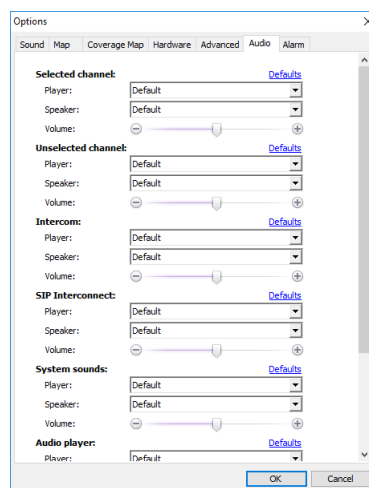 Options
Sound Map Coverage Map Hardware Advanced Audio Alarm
Selected channel: Defaults
Player: Default
Speaker: Default
Volume:
Unselected channel: Defaults
Player: Default
Speaker: Default
Volume:
Intercom: Defaults
Player: Default
Speaker: Default
Volume:
SIP Interconnect: Defaults
Player: Default
Speaker: Default
Volume:
System sounds: Defaults
Player: Default
Speaker: Default
Volume:
Audio player: Defaults
Player: Default
OK Cancel